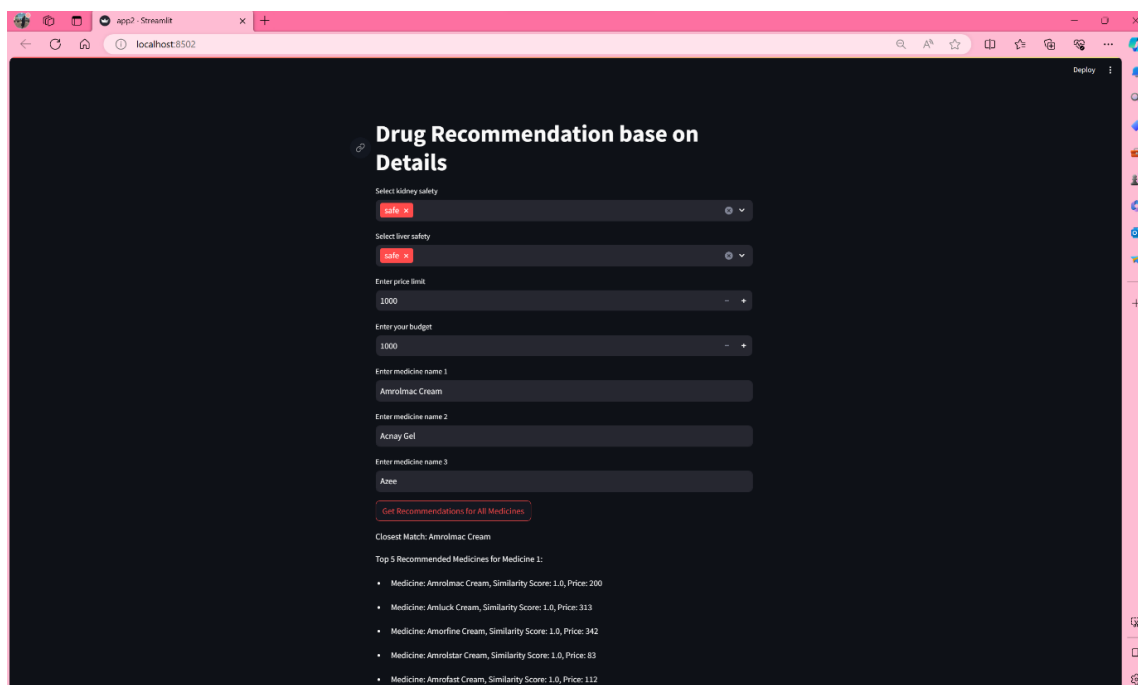 app2 · Streamlit
localhost:8502
Deploy
Drug Recommendation base on
Details
Select kidney safety
safe
Select liver safety
safe
Enter price limit
1000
Enter your budget
1000
Enter medicine name 1
Amrolmac Cream
Enter medicine name 2
Acnay Gel
Enter medicine name 3
Azee
Get Recommendations for All Medicines
Closest Match: Amrolmac Cream
Top 5 Recommended Medicines for Medicine 1:
• Medicine: Amrolmac Cream, Similarity Score: 1.0, Price: 200
• Medicine: Amluck Cream, Similarity Score: 1.0, Price: 313
• Medicine: Amorfine Cream, Similarity Score: 1.0, Price: 342
• Medicine: Amrolstar Cream, Similarity Score: 1.0, Price: 83
• Medicine: Amrofast Cream, Similarity Score: 1.0, Price: 112